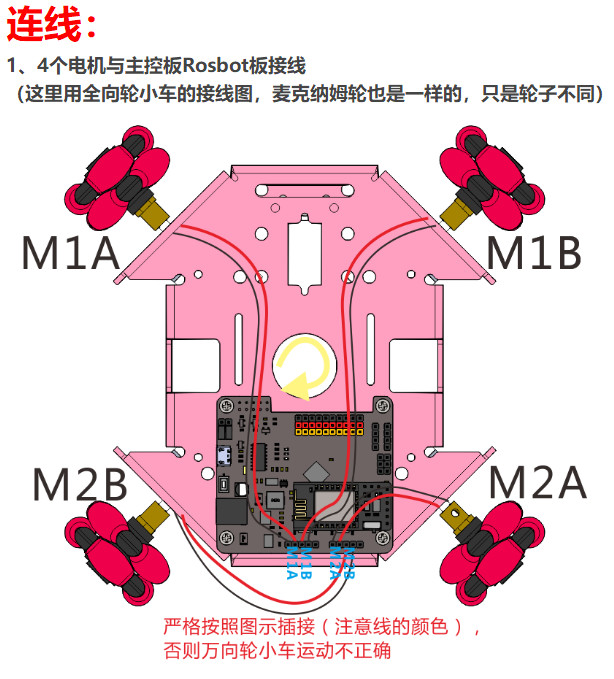 连线：
1、4个电机与主控板Rosbot板接线
（这里用全向轮小车的接线图，麦克纳姆轮也是一样的，只是轮子不同）
M1A
M1B
M2B
M2A
M1A
M1B
M2A
M2B
严格按照图示插接（注意线的颜色），
否则万向轮小车运动不正确